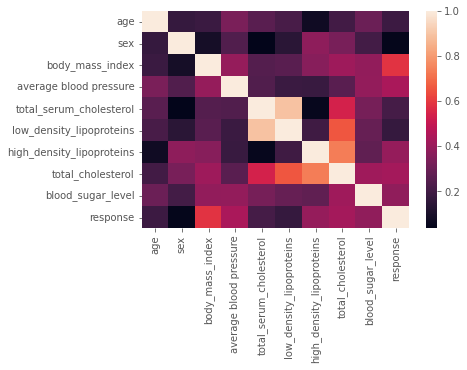 age
sex
body_mass_index
average blood pressure
total_serum_cholesterol
low_density_lipoproteins
high_density_lipoproteins
total_cholesterol
blood_sugar_level
response
age
sex
body_mass_index
average blood pressure
total_serum_cholesterol
low_density_lipoproteins
high_density_lipoproteins
total_cholesterol
blood_sugar_level
response
1.0
0.8
0.6
0.4
0.2